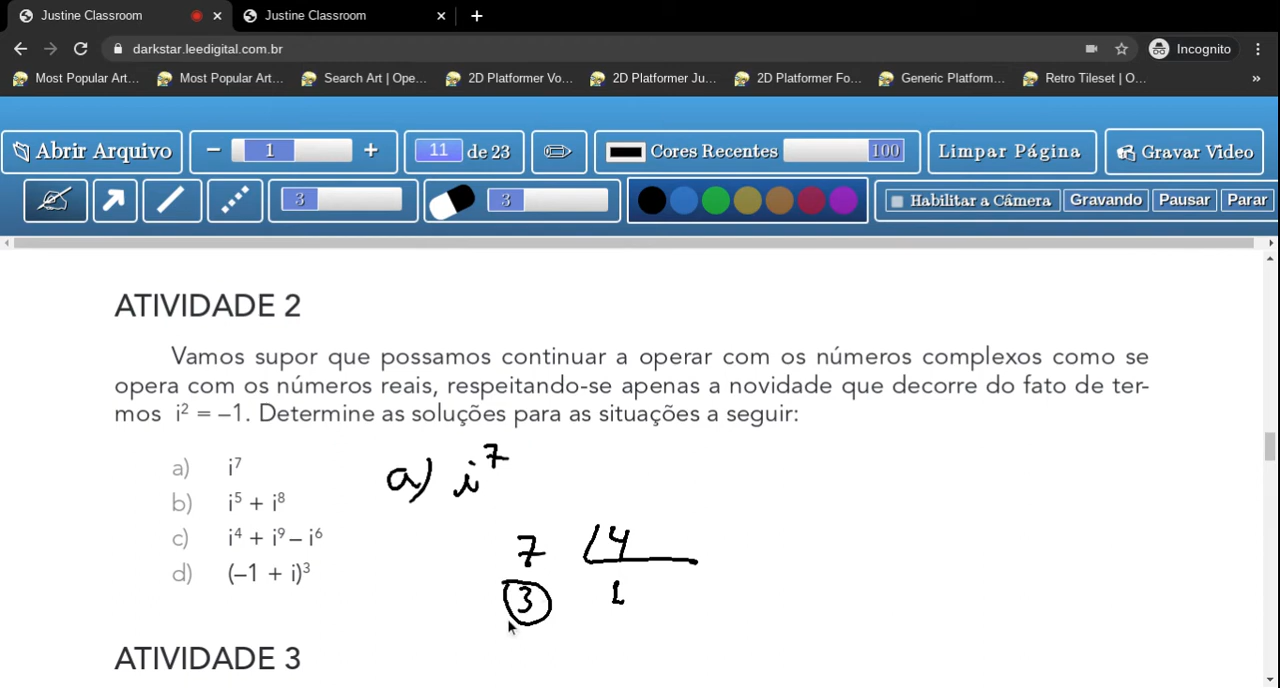 Justine Classroom
Justine Classroom
darkstar.leedigital.com.br
Incognito
Most Popular Art...
Most Popular Art...
Search Art | Ope...
2D Platformer Vo...
2D Platformer Ju...
2D Platformer Fo...
Generic Platform...
Retro Tileset | O...
»
Abrir Arquivo
− 1 +
11 de 23
Cores Recentes
100
Limpar Página
Gravar Video
3
3
Habilitar a Câmera
Gravando
Pausar
Parar
ATIVIDADE 2
Vamos supor que possamos continuar a operar com os números complexos como se
opera com os números reais, respeitando-se apenas a novidade que decorre do fato de ter-
mos i² = –1. Determine as soluções para as situações a seguir:
a) i⁷
b) i⁵ + i⁸
c) i⁴ + i⁹ – i⁶
d) (–1 + i)³
a) i⁷
7 4
3 1
ATIVIDADE 3